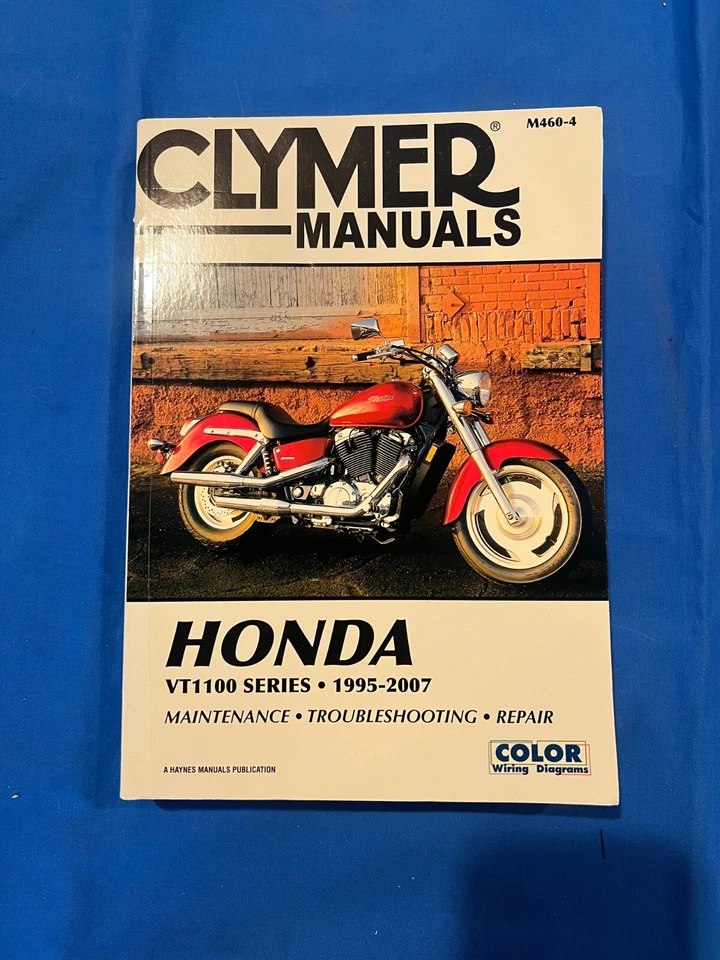 M460-4
CLYMER®
MANUALS
HONDA
VT1100 SERIES • 1995-2007
MAINTENANCE • TROUBLESHOOTING • REPAIR
A HAYNES MANUALS PUBLICATION
COLOR
Wiring Diagrams